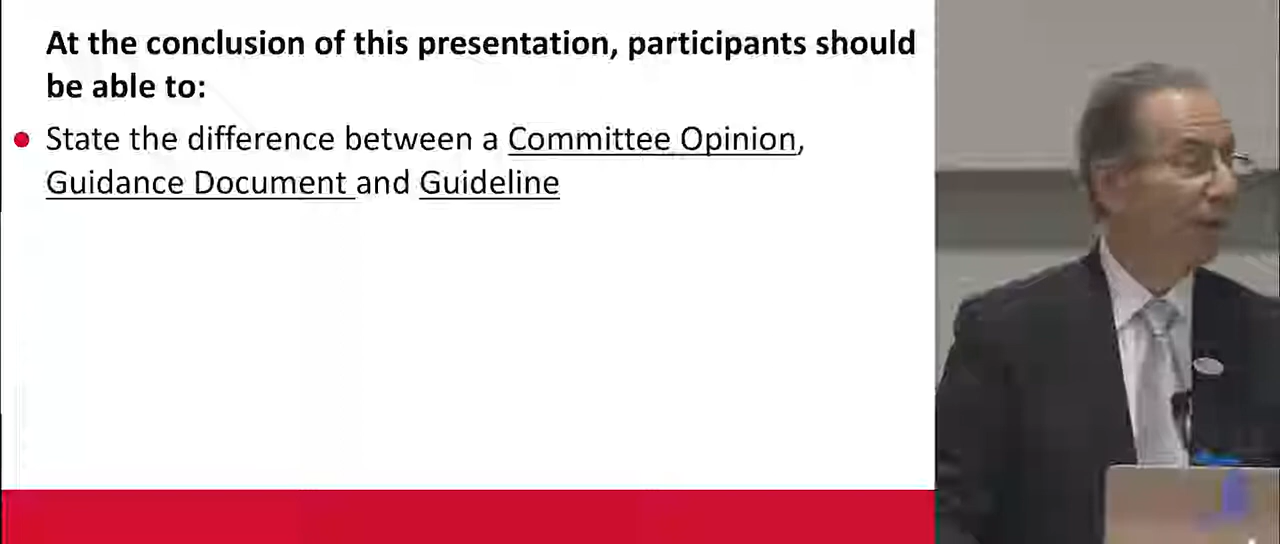 At the conclusion of this presentation, participants should
be able to:
State the difference between a Committee Opinion,
Guidance Document and Guideline